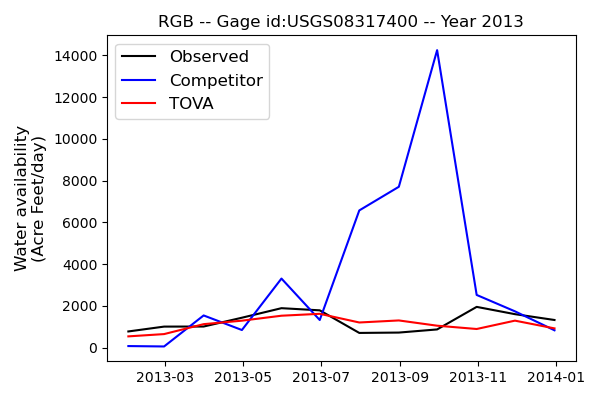 RGB -- Gage id:USGS08317400 -- Year 2013
Observed
Competitor
TOVA
Water availability
(Acre Feet/day)
14000
12000
10000
8000
6000
4000
2000
0
2013-03 2013-05 2013-07 2013-09 2013-11 2014-01